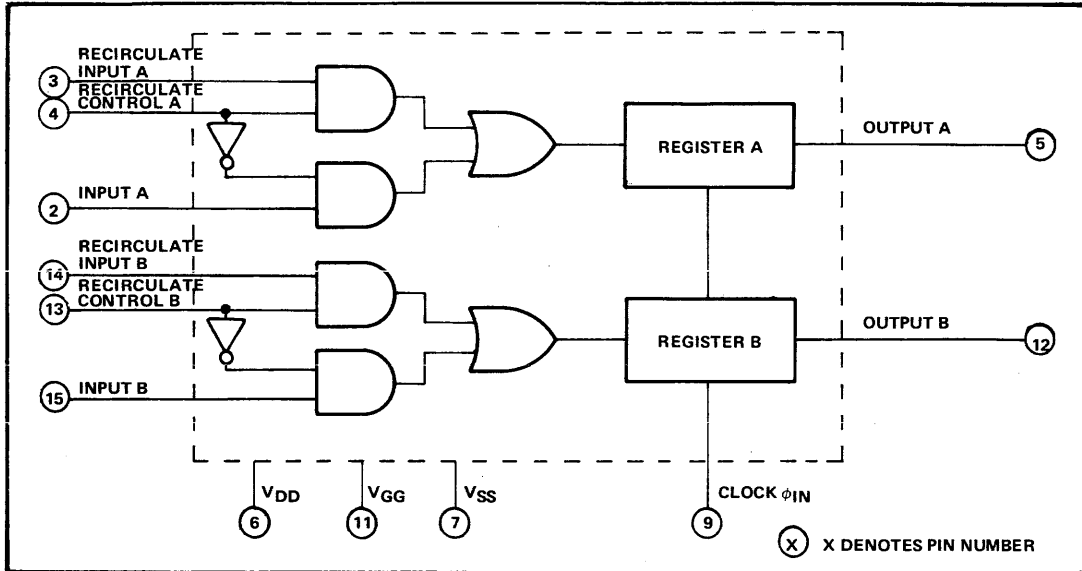 RECIRCULATE
INPUT A
3
RECIRCULATE
CONTROL A
4
INPUT A
2
RECIRCULATE
INPUT B
14
RECIRCULATE
CONTROL B
13
INPUT B
15
REGISTER A
OUTPUT A
5
REGISTER B
OUTPUT B
12
VDD
6
VGG
11
VSS
7
CLOCK ϕIN
9
X X DENOTES PIN NUMBER